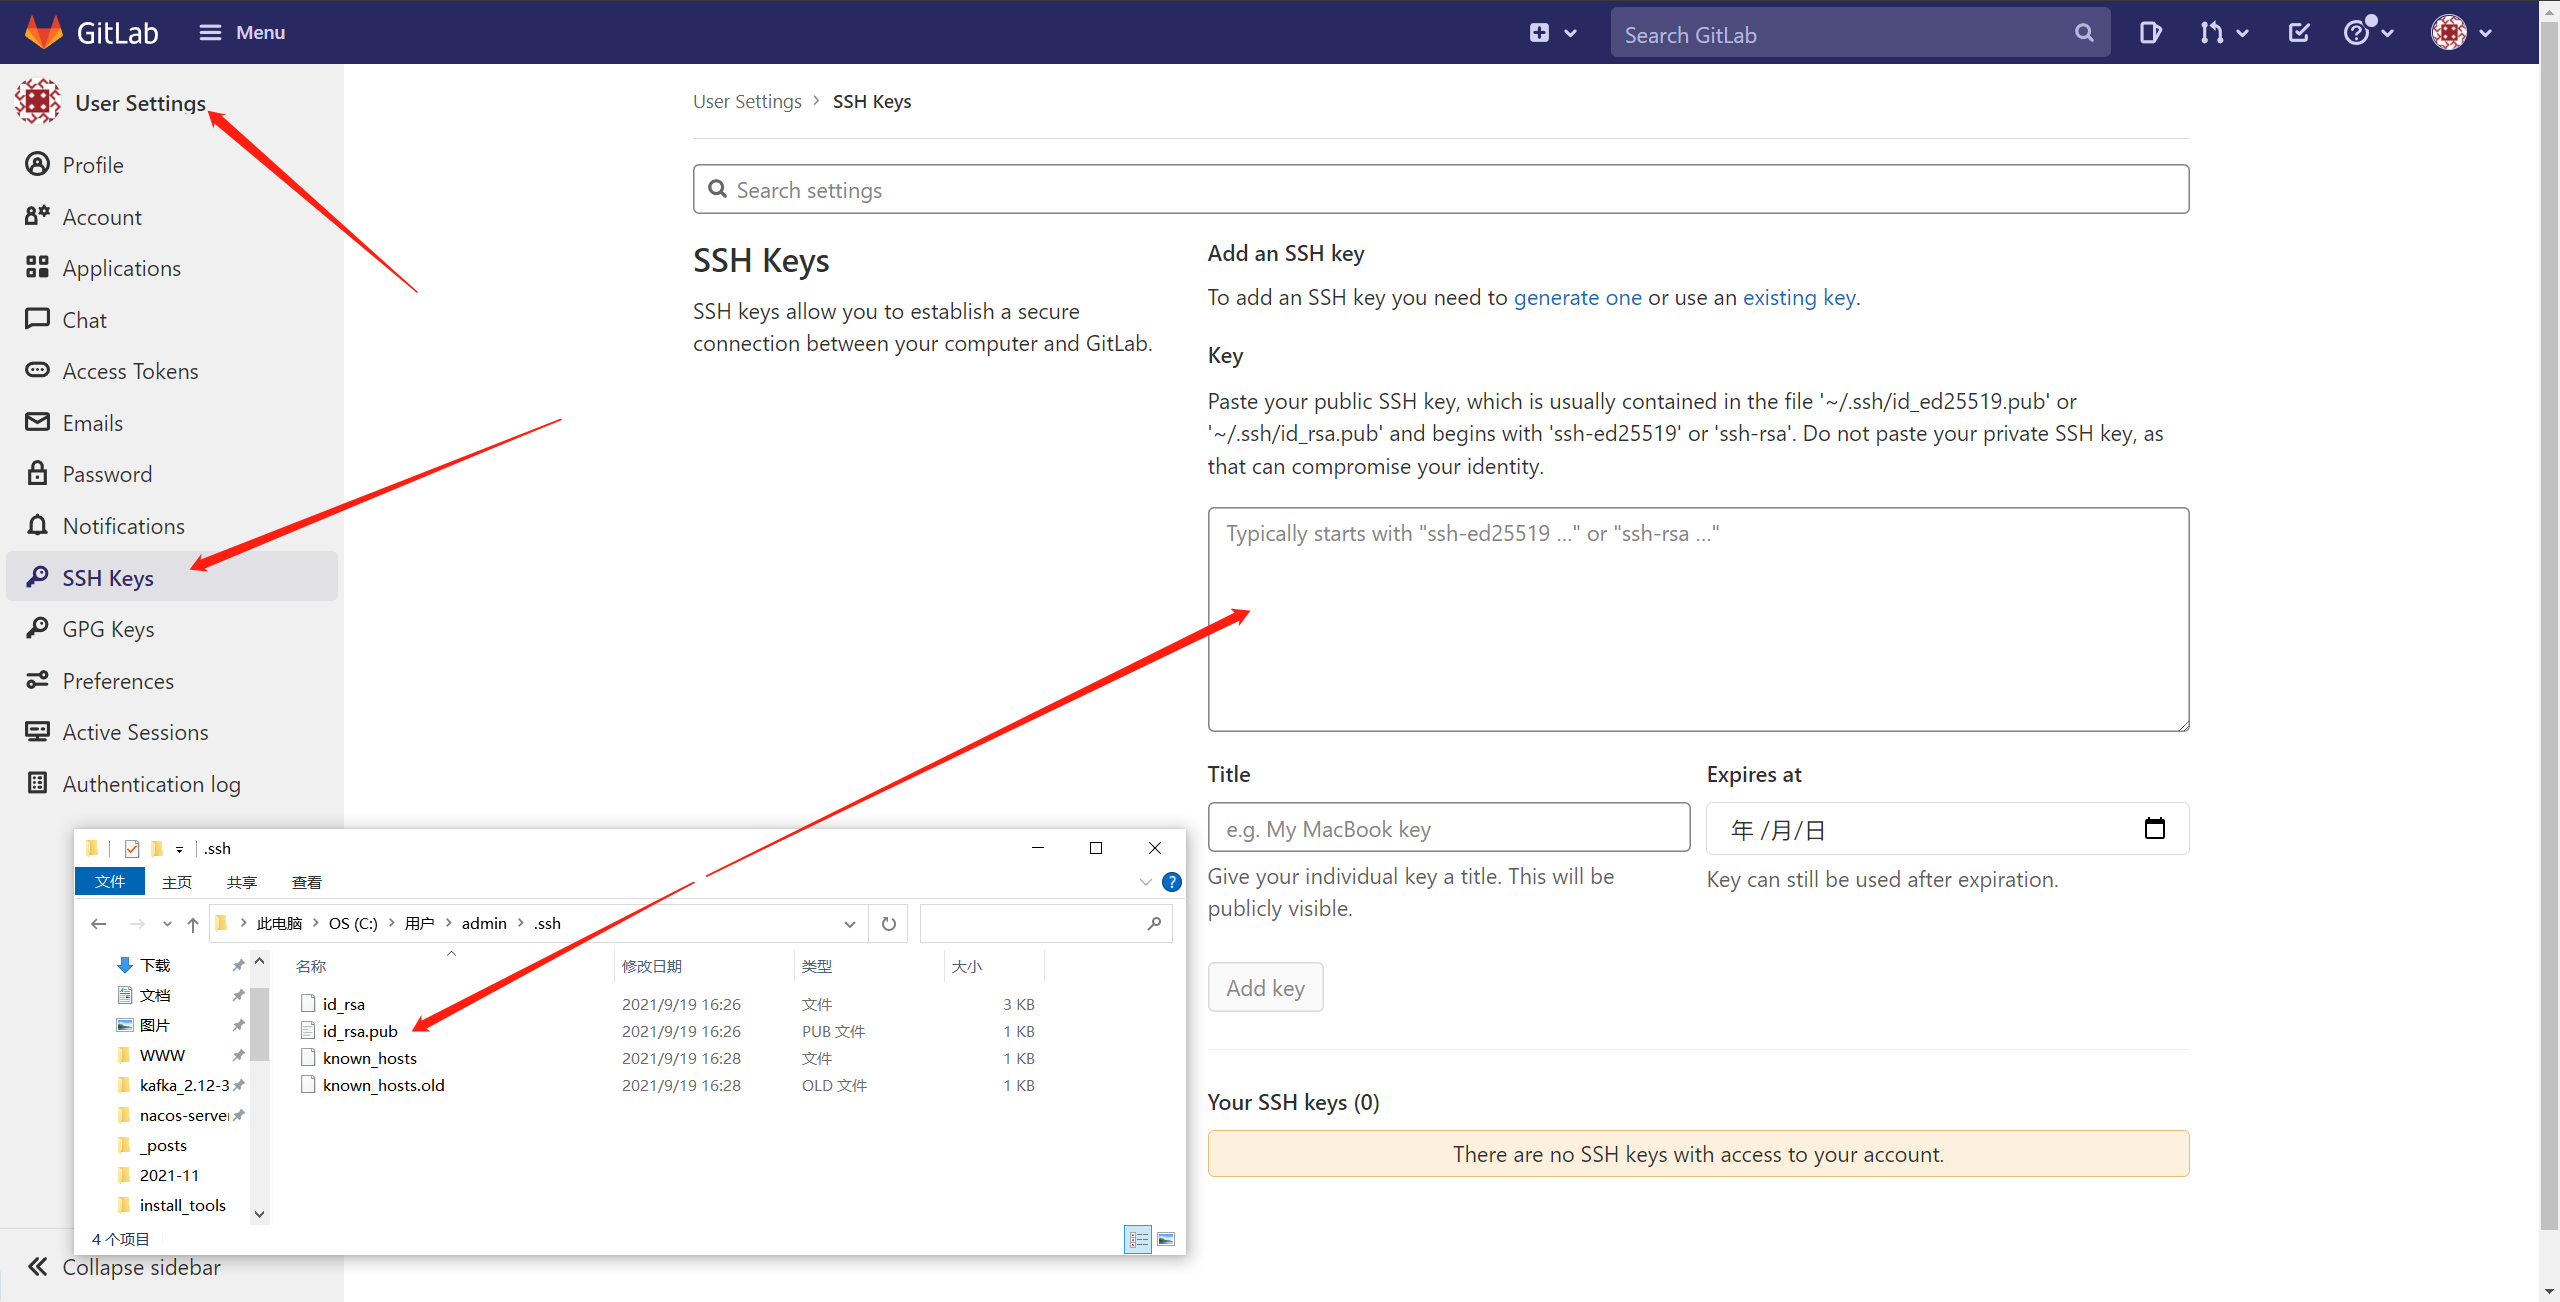 GitLab
Menu
Search GitLab
User Settings
Profile
Account
Applications
Chat
Access Tokens
Emails
Password
Notifications
SSH Keys
GPG Keys
Preferences
Active Sessions
Authentication log
Collapse sidebar
User Settings > SSH Keys
Search settings
SSH Keys
SSH keys allow you to establish a secure
connection between your computer and GitLab.
Add an SSH key
To add an SSH key you need to generate one or use an existing key.
Key
Paste your public SSH key, which is usually contained in the file '~/.ssh/id_ed25519.pub' or
'~/.ssh/id_rsa.pub' and begins with 'ssh-ed25519' or 'ssh-rsa'. Do not paste your private SSH key, as
that can compromise your identity.
Typically starts with "ssh-ed25519 ..." or "ssh-rsa ..."
Title
Expires at
e.g. My MacBook key
年 /月/日
Give your individual key a title. This will be
publicly visible.
Key can still be used after expiration.
Add key
Your SSH keys (0)
There are no SSH keys with access to your account.
.ssh
文件 主页 共享 查看
此电脑 > OS (C:) > 用户 > admin > .ssh
下载
文档
图片
WWW
kafka_2.12-3
nacos-server
_posts
2021-11
install_tools
名称 修改日期 类型 大小
id_rsa 2021/9/19 16:26 文件 3 KB
id_rsa.pub 2021/9/19 16:26 PUB 文件 1 KB
known_hosts 2021/9/19 16:28 文件 1 KB
known_hosts.old 2021/9/19 16:28 OLD 文件 1 KB
4 个项目